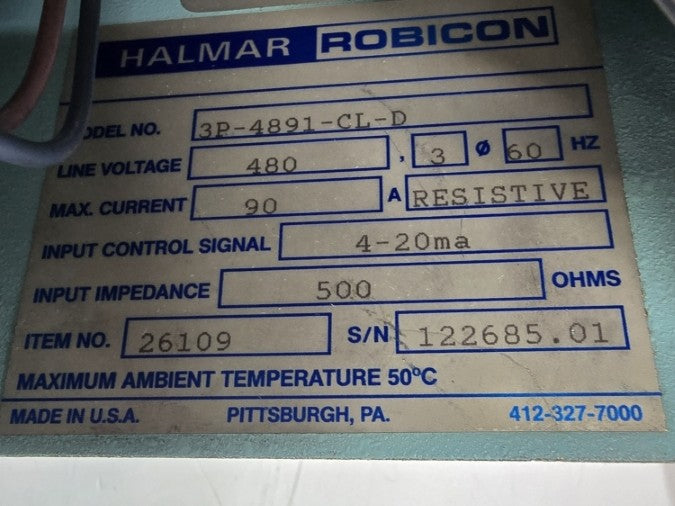 HALMAR ROBICON
MODEL NO. 3P-4891-CL-D
LINE VOLTAGE 480 , 3 ø 60 HZ
MAX. CURRENT 90 A RESISTIVE
INPUT CONTROL SIGNAL 4-20ma
INPUT IMPEDANCE 500 OHMS
ITEM NO. 26109 S/N 122685.01
MAXIMUM AMBIENT TEMPERATURE 50°C
MADE IN U.S.A. PITTSBURGH, PA. 412-327-7000